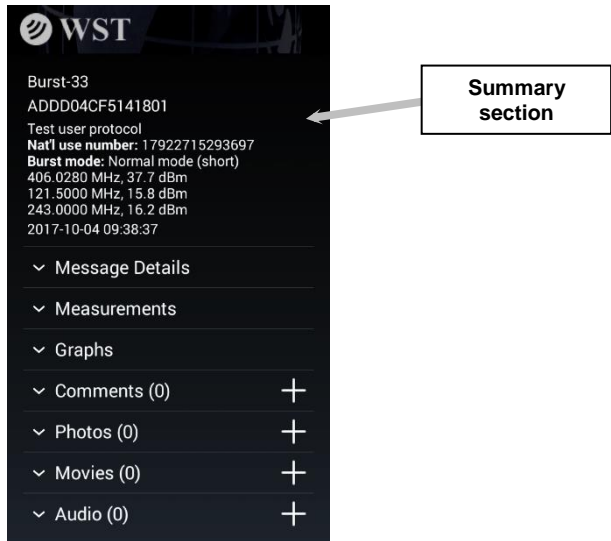 WST
Burst-33
ADDD04CF5141801
Test user protocol
Nat'l use number: 17922715293697
Burst mode: Normal mode (short)
406.0280 MHz, 37.7 dBm
121.5000 MHz, 15.8 dBm
243.0000 MHz, 16.2 dBm
2017-10-04 09:38:37
Message Details
Measurements
Graphs
Comments (0)
Photos (0)
Movies (0)
Audio (0)
Summary
section